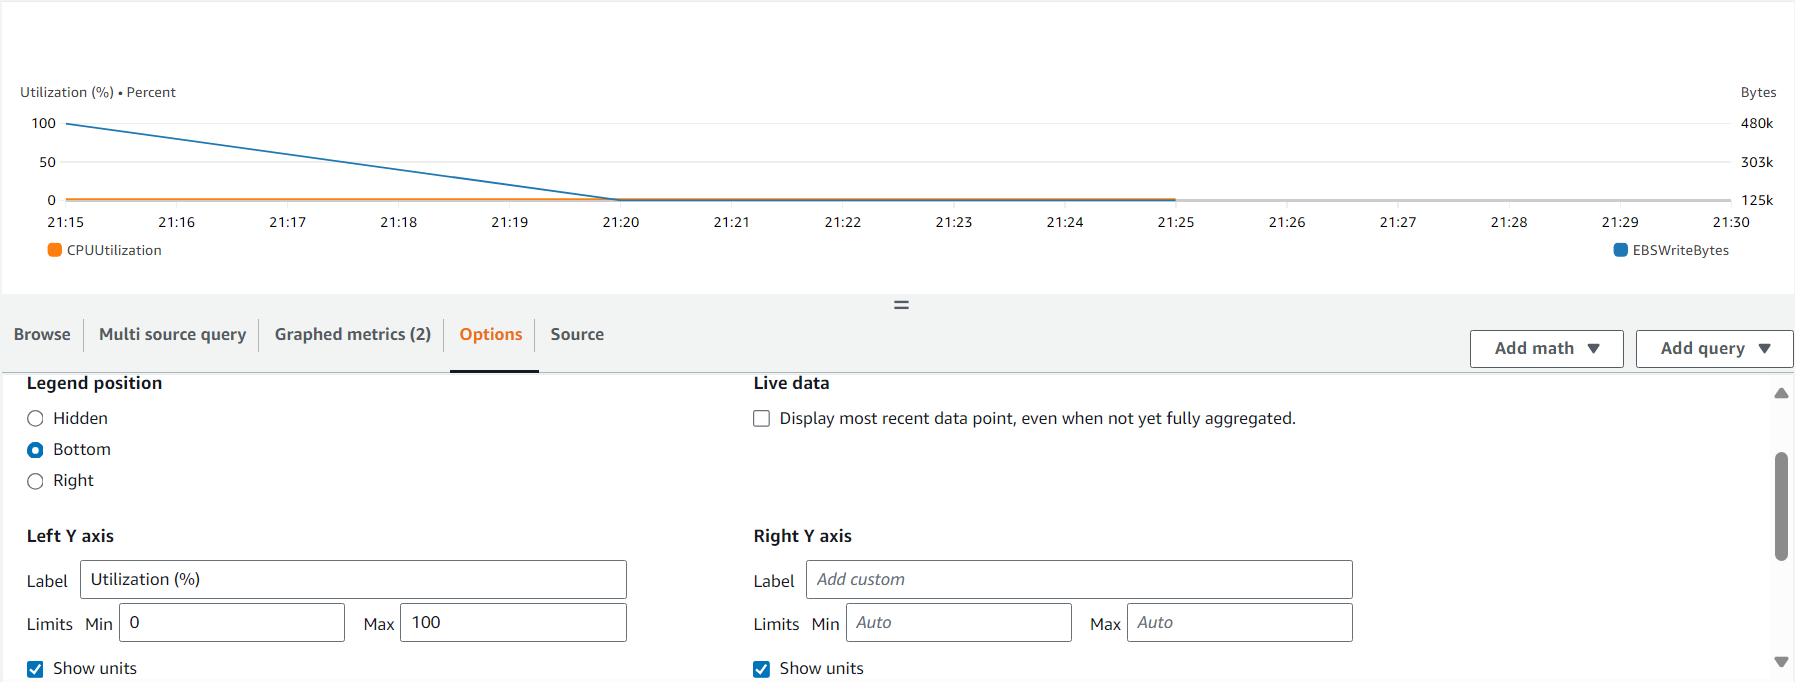 Utilization (%) • Percent Bytes
100 480k
50 303k
0 125k
21:15 21:16 21:17 21:18 21:19 21:20 21:21 21:22 21:23 21:24 21:25 21:26 21:27 21:28 21:29 21:30
CPUUtilization EBSWriteBytes
Browse Multi source query Graphed metrics (2) Options Source
Add math Add query
Legend position Live data
Hidden Display most recent data point, even when not yet fully aggregated.
Bottom
Right
Left Y axis Right Y axis
Label Utilization (%) Label Add custom
Limits Min 0 Max 100 Limits Min Auto Max Auto
Show units Show units